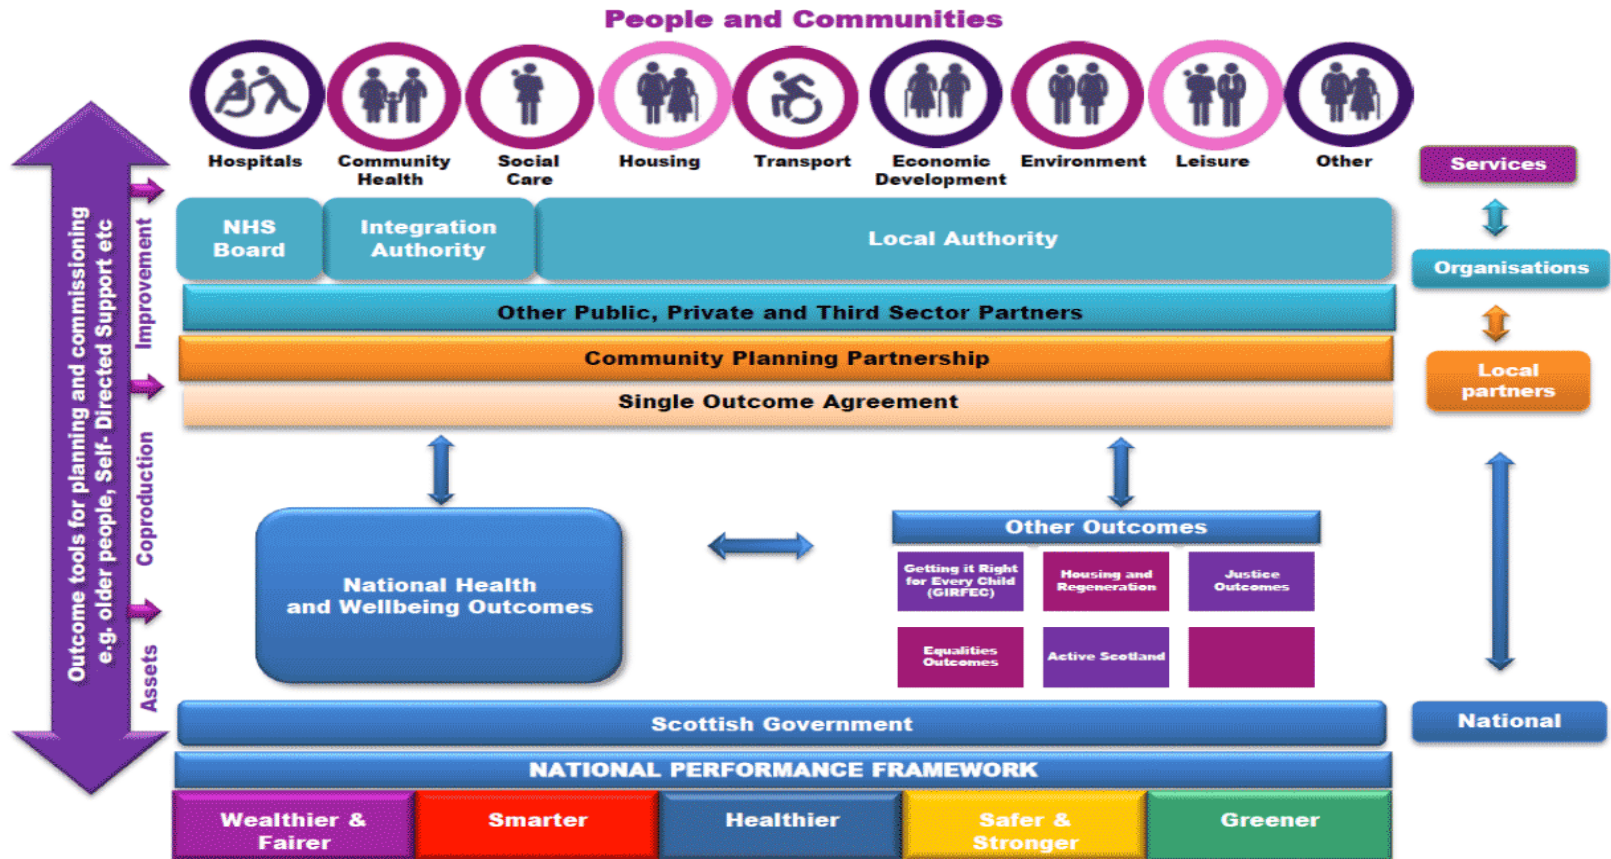 People and Communities
Hospitals
Community
Health
Social
Care
Housing
Transport
Economic
Development
Environment
Leisure
Other
Services
Outcome tools for planning and commissioning
e.g. older people, Self- Directed Support etc
Improvement
Coproduction
Assets
NHS
Board
Integration
Authority
Local Authority
Organisations
Other Public, Private and Third Sector Partners
Community Planning Partnership
Local
partners
Single Outcome Agreement
National Health
and Wellbeing Outcomes
Other Outcomes
Getting it Right
for Every Child
(GIRFEC)
Housing and
Regeneration
Justice
Outcomes
Equalities
Outcomes
Active Scotland
Scottish Government
National
NATIONAL PERFORMANCE FRAMEWORK
Wealthier &
Fairer
Smarter
Healthier
Safer &
Stronger
Greener